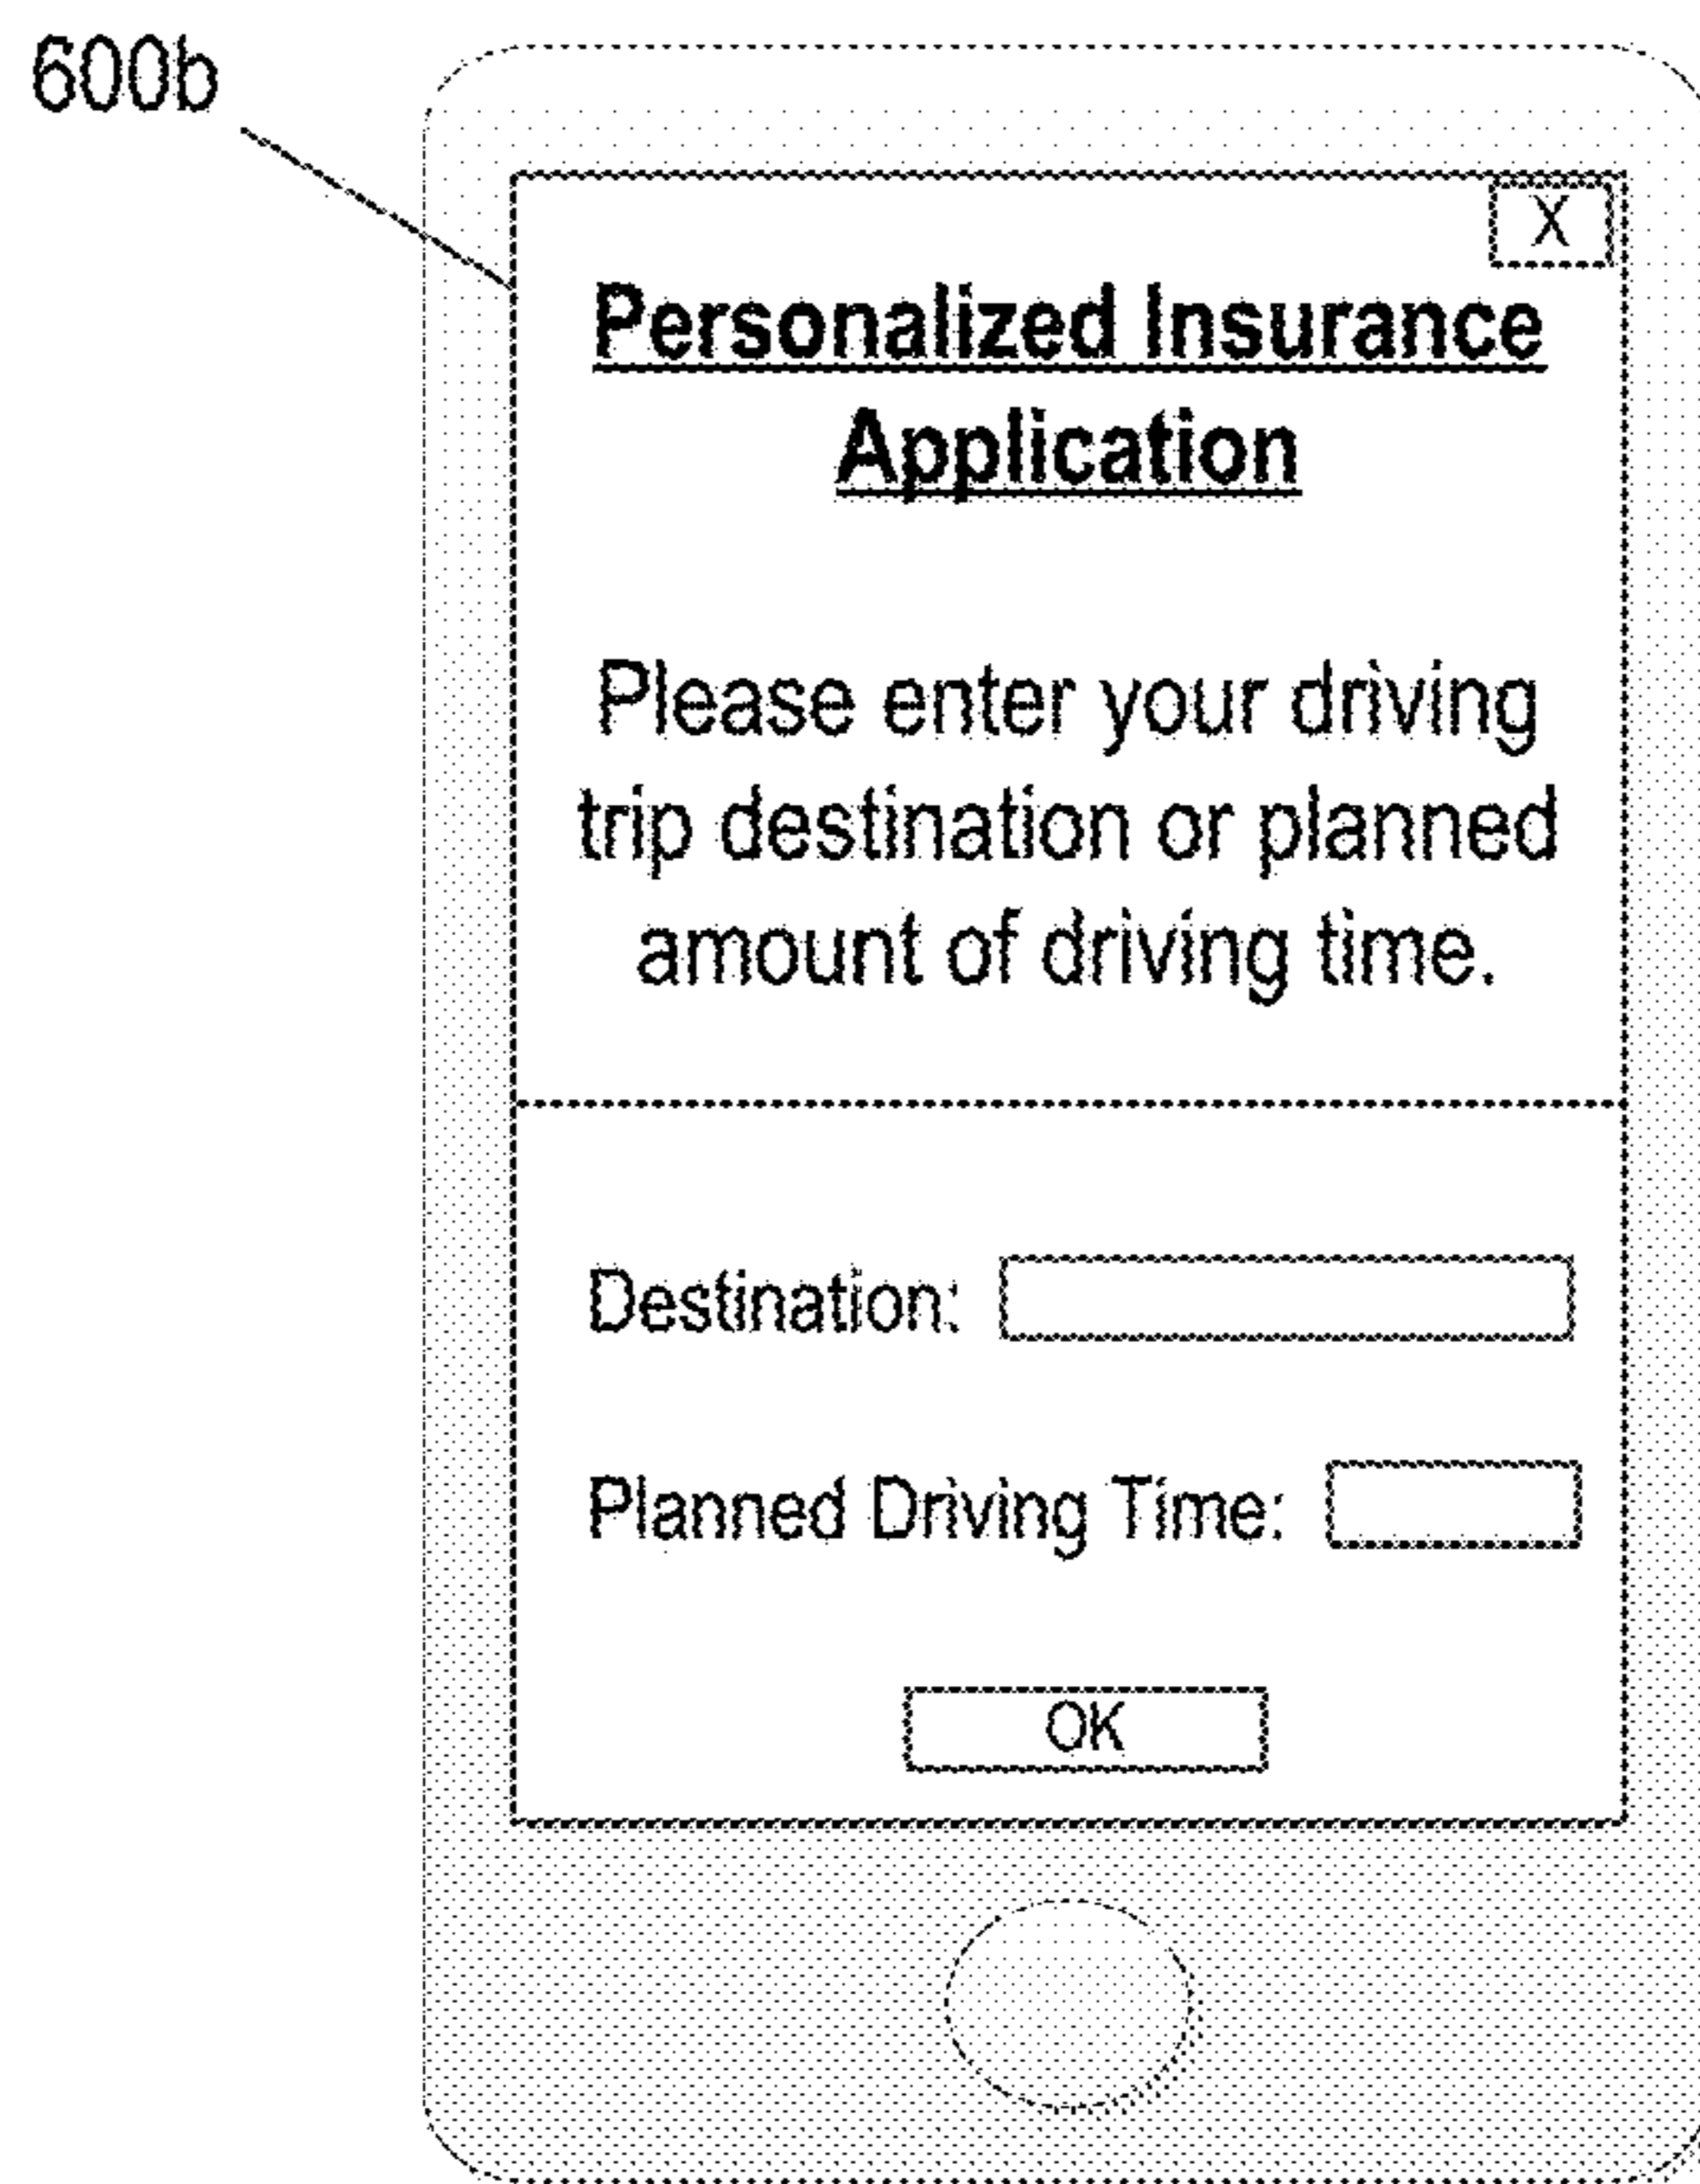 600b
X
Personalized Insurance
Application
Please enter your driving
trip destination or planned
amount of driving time.
Destination:
Planned Driving Time:
OK